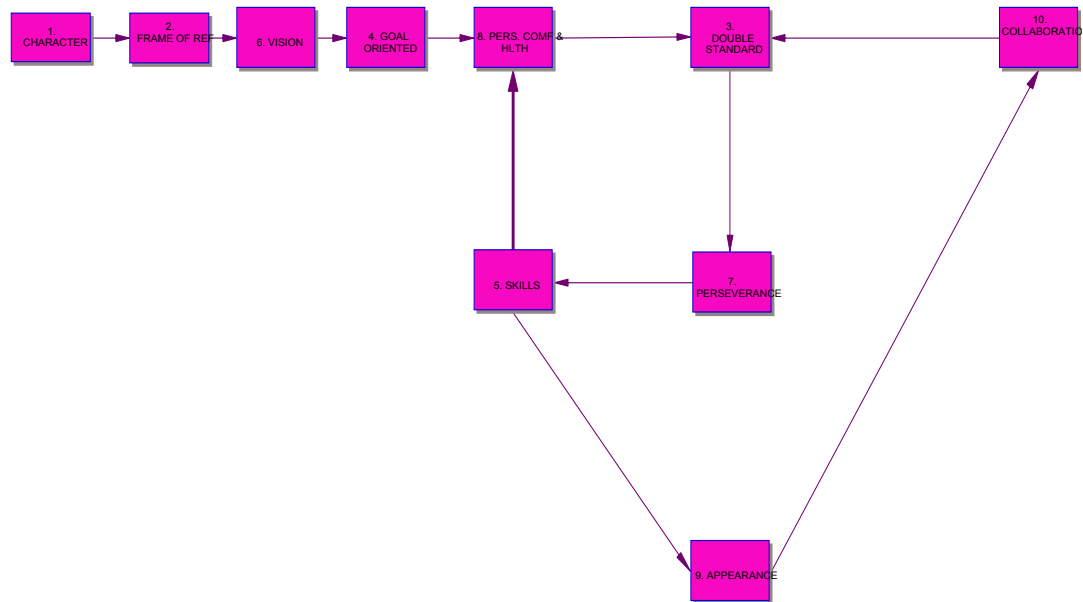 1.
CHARACTER
2.
FRAME OF REF
6. VISION
4. GOAL
ORIENTED
8. PERS. COMF &
HLTH
3.
DOUBLE
STANDARD
10.
COLLABORATIO
5. SKILLS
7.
PERSEVERANCE
9. APPEARANCE